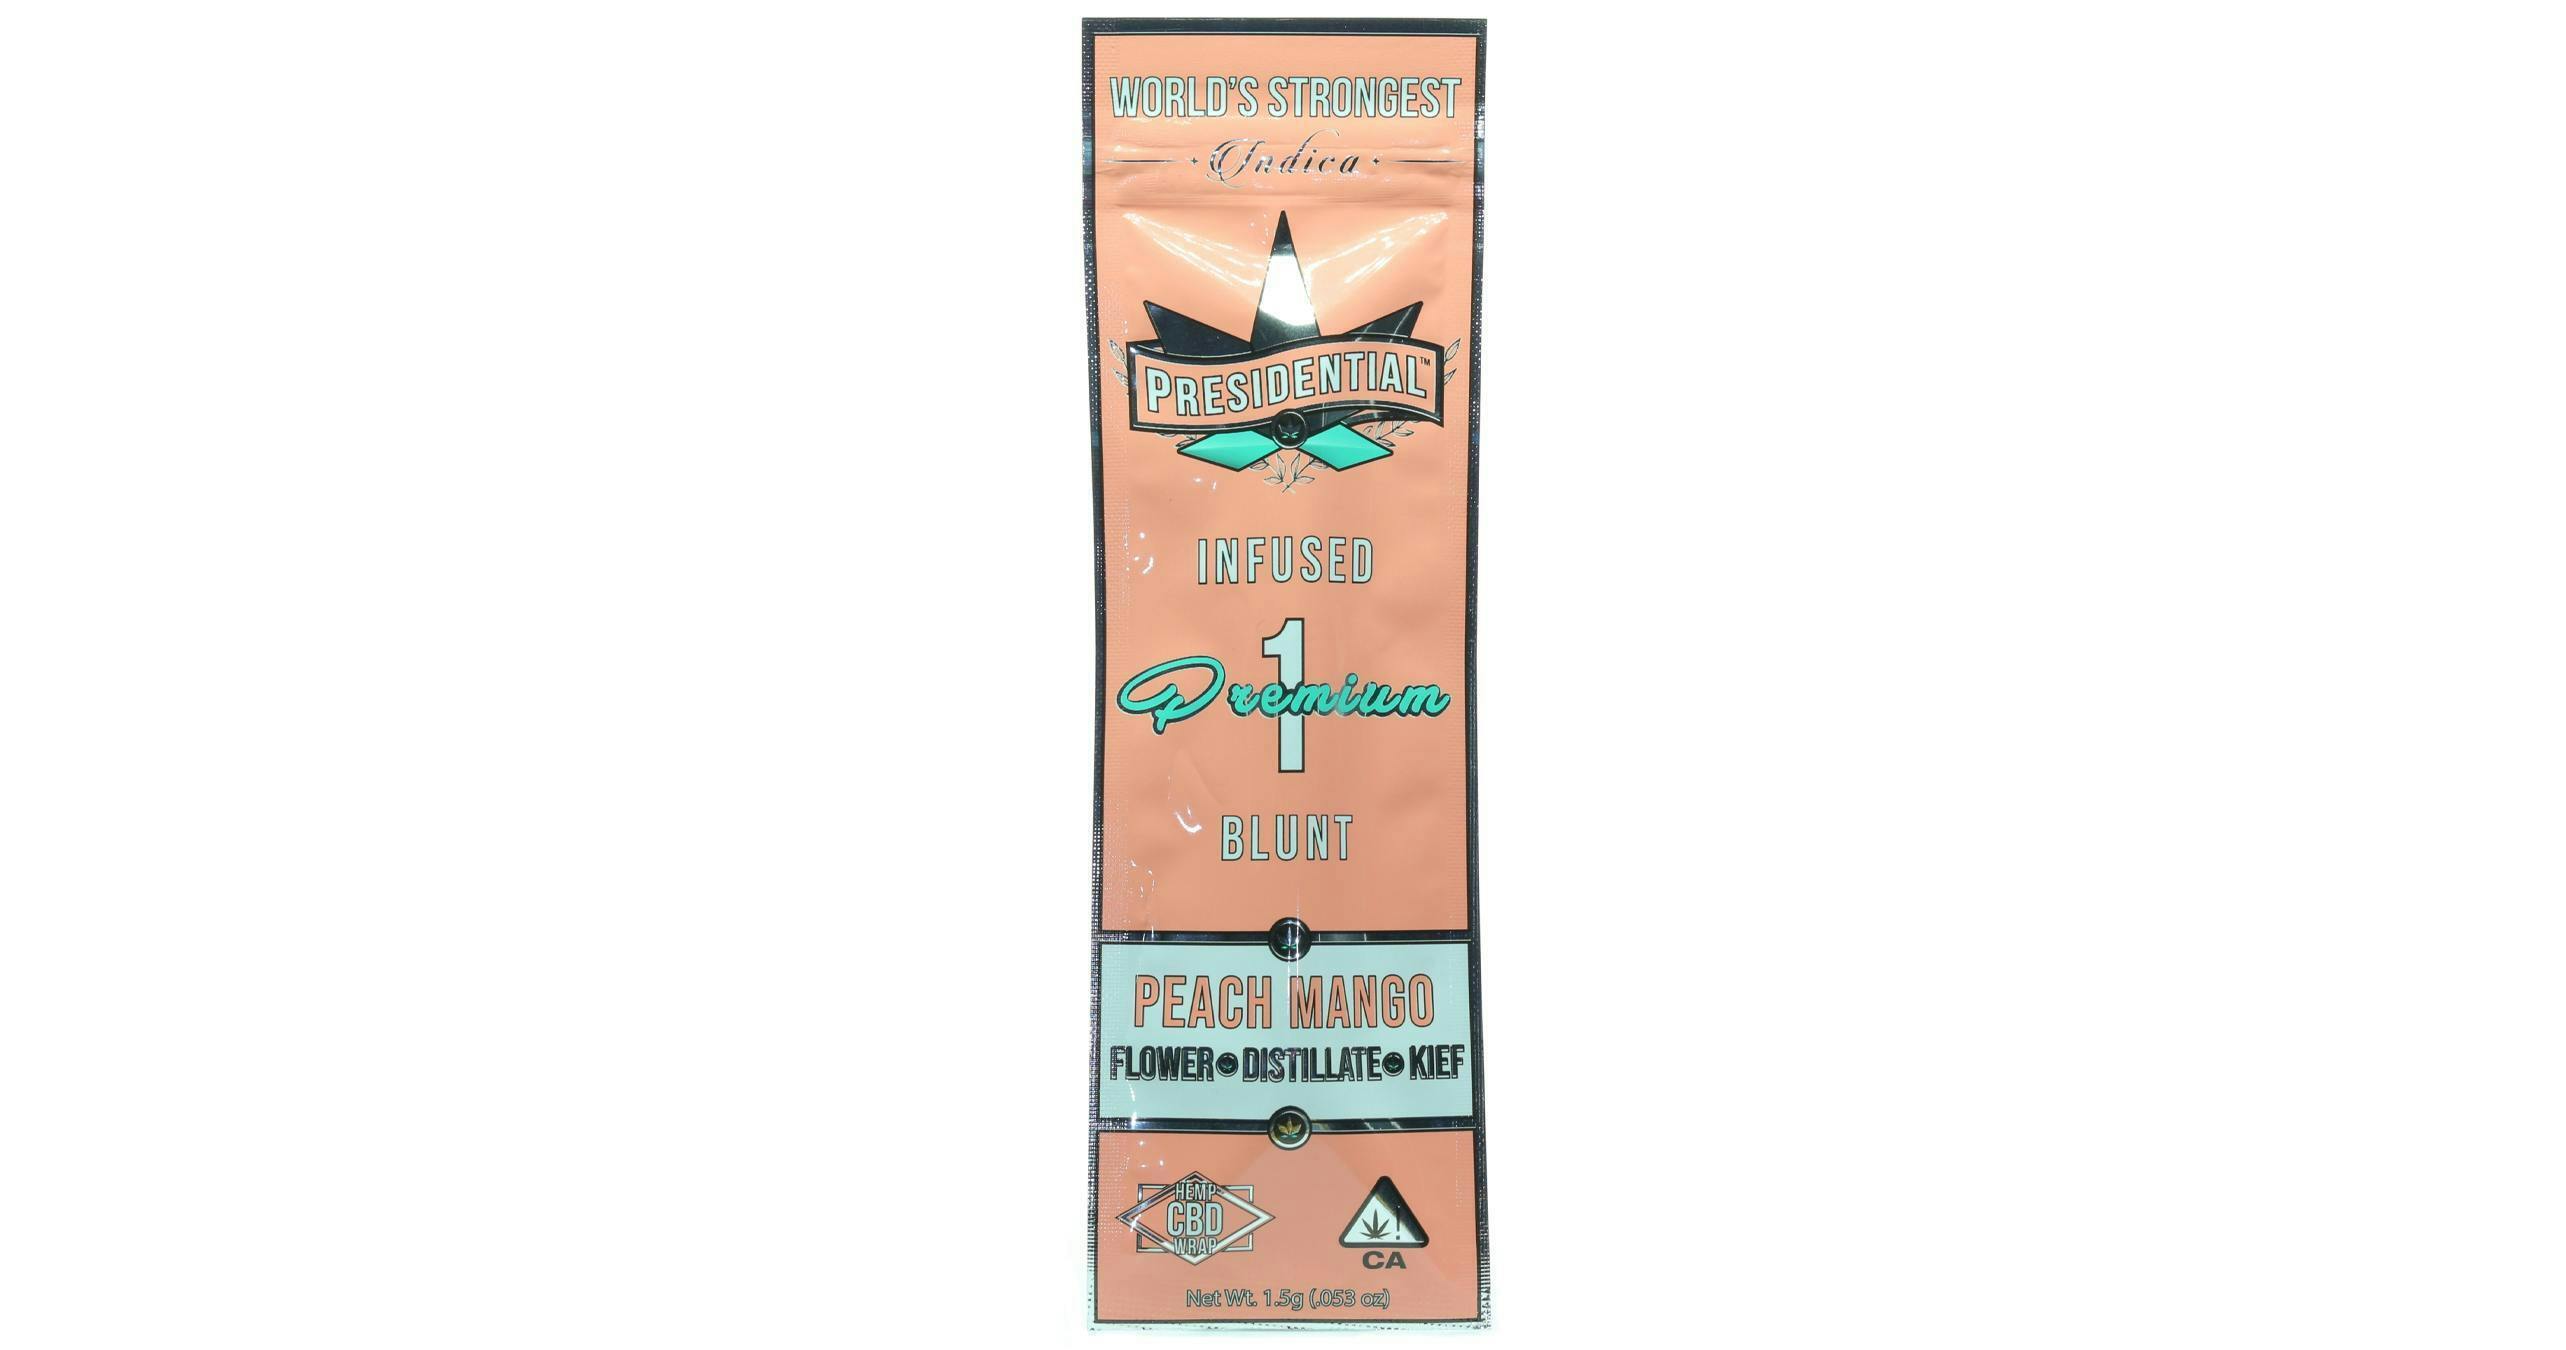 WORLD'S STRONGEST
Indica
PRESIDENTIAL™
INFUSED
1
Premium
BLUNT
PEACH MANGO
FLOWER DISTILLATE KIEF
HEMP
CBD
WRAP
!
CA
Net Wt. 1.5g (.053 oz)